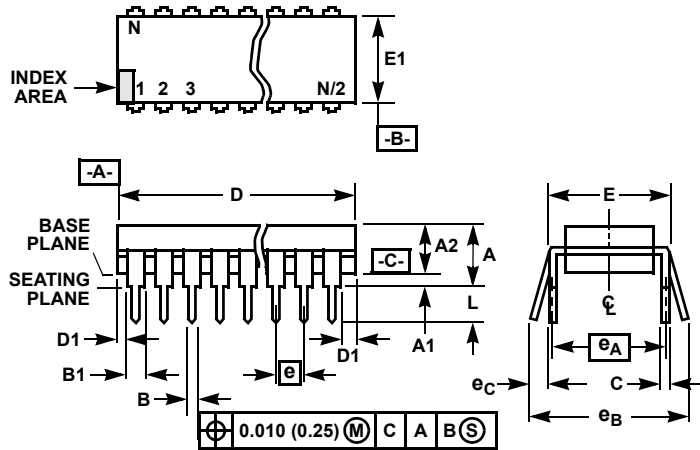 N
E1
INDEX
AREA
1 2 3 N/2
-B-
-A-
D
E
BASE
PLANE
A2
A
-C-
SEATING
PLANE
L
C
L
D1
e
D1
A1
eA
B1
eC
C
B
eB
0.010 (0.25) M C A B S